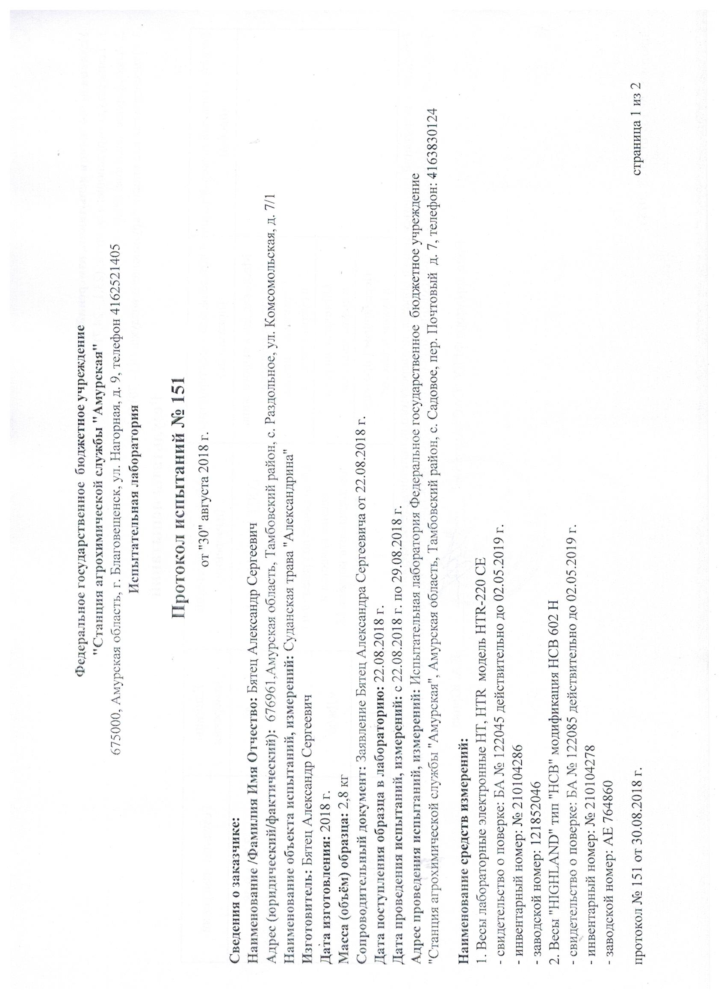 Федеральное государственное бюджетное учреждение
"Станция агрохимической службы "Амурская"
675000, Амурская область, г. Благовещенск, ул. Нагорная, д. 9, телефон 4162521405
Испытательная лаборатория
Протокол испытаний № 151
от "30" августа 2018 г.
Сведения о заказчике:
Наименование /Фамилия Имя Отчество: Бятец Александр Сергеевич
Адрес (юридический/фактический): 676961,Амурская область, Тамбовский район, с. Раздольное, ул. Комсомольская, д. 7/1
Наименование объекта испытаний, измерений: Суданская трава "Александрина"
Изготовитель: Бятец Александр Сергеевич
Дата изготовления: 2018 г.
Масса (объём) образца: 2,8 кг
Сопроводительный документ: Заявление Бятец Александра Сергеевича от 22.08.2018 г.
Дата поступления образца в лабораторию: 22.08.2018 г.
Дата проведения испытаний, измерений: с 22.08.2018 г. по 29.08.2018 г.
Адрес проведения испытаний, измерений: Испытательная лаборатория Федеральное государственное бюджетное учреждение
"Станция агрохимической службы "Амурская", Амурская область, Тамбовский район, с. Садовое, пер. Почтовый д. 7, телефон: 4163830124
Наименование средств измерений:
1. Весы лабораторные электронные HT, HTR модель HTR-220 CE
- свидетельство о поверке: БА № 122045 действительно до 02.05.2019 г.
- инвентарный номер: № 210104286
- заводской номер: 121852046
2. Весы "HIGHLAND" тип "HCB" модификация HCB 602 H
- свидетельство о поверке: БА № 122085 действительно до 02.05.2019 г.
- инвентарный номер: № 210104278
- заводской номер: AE 764860
протокол № 151 от 30.08.2018 г.
страница 1 из 2